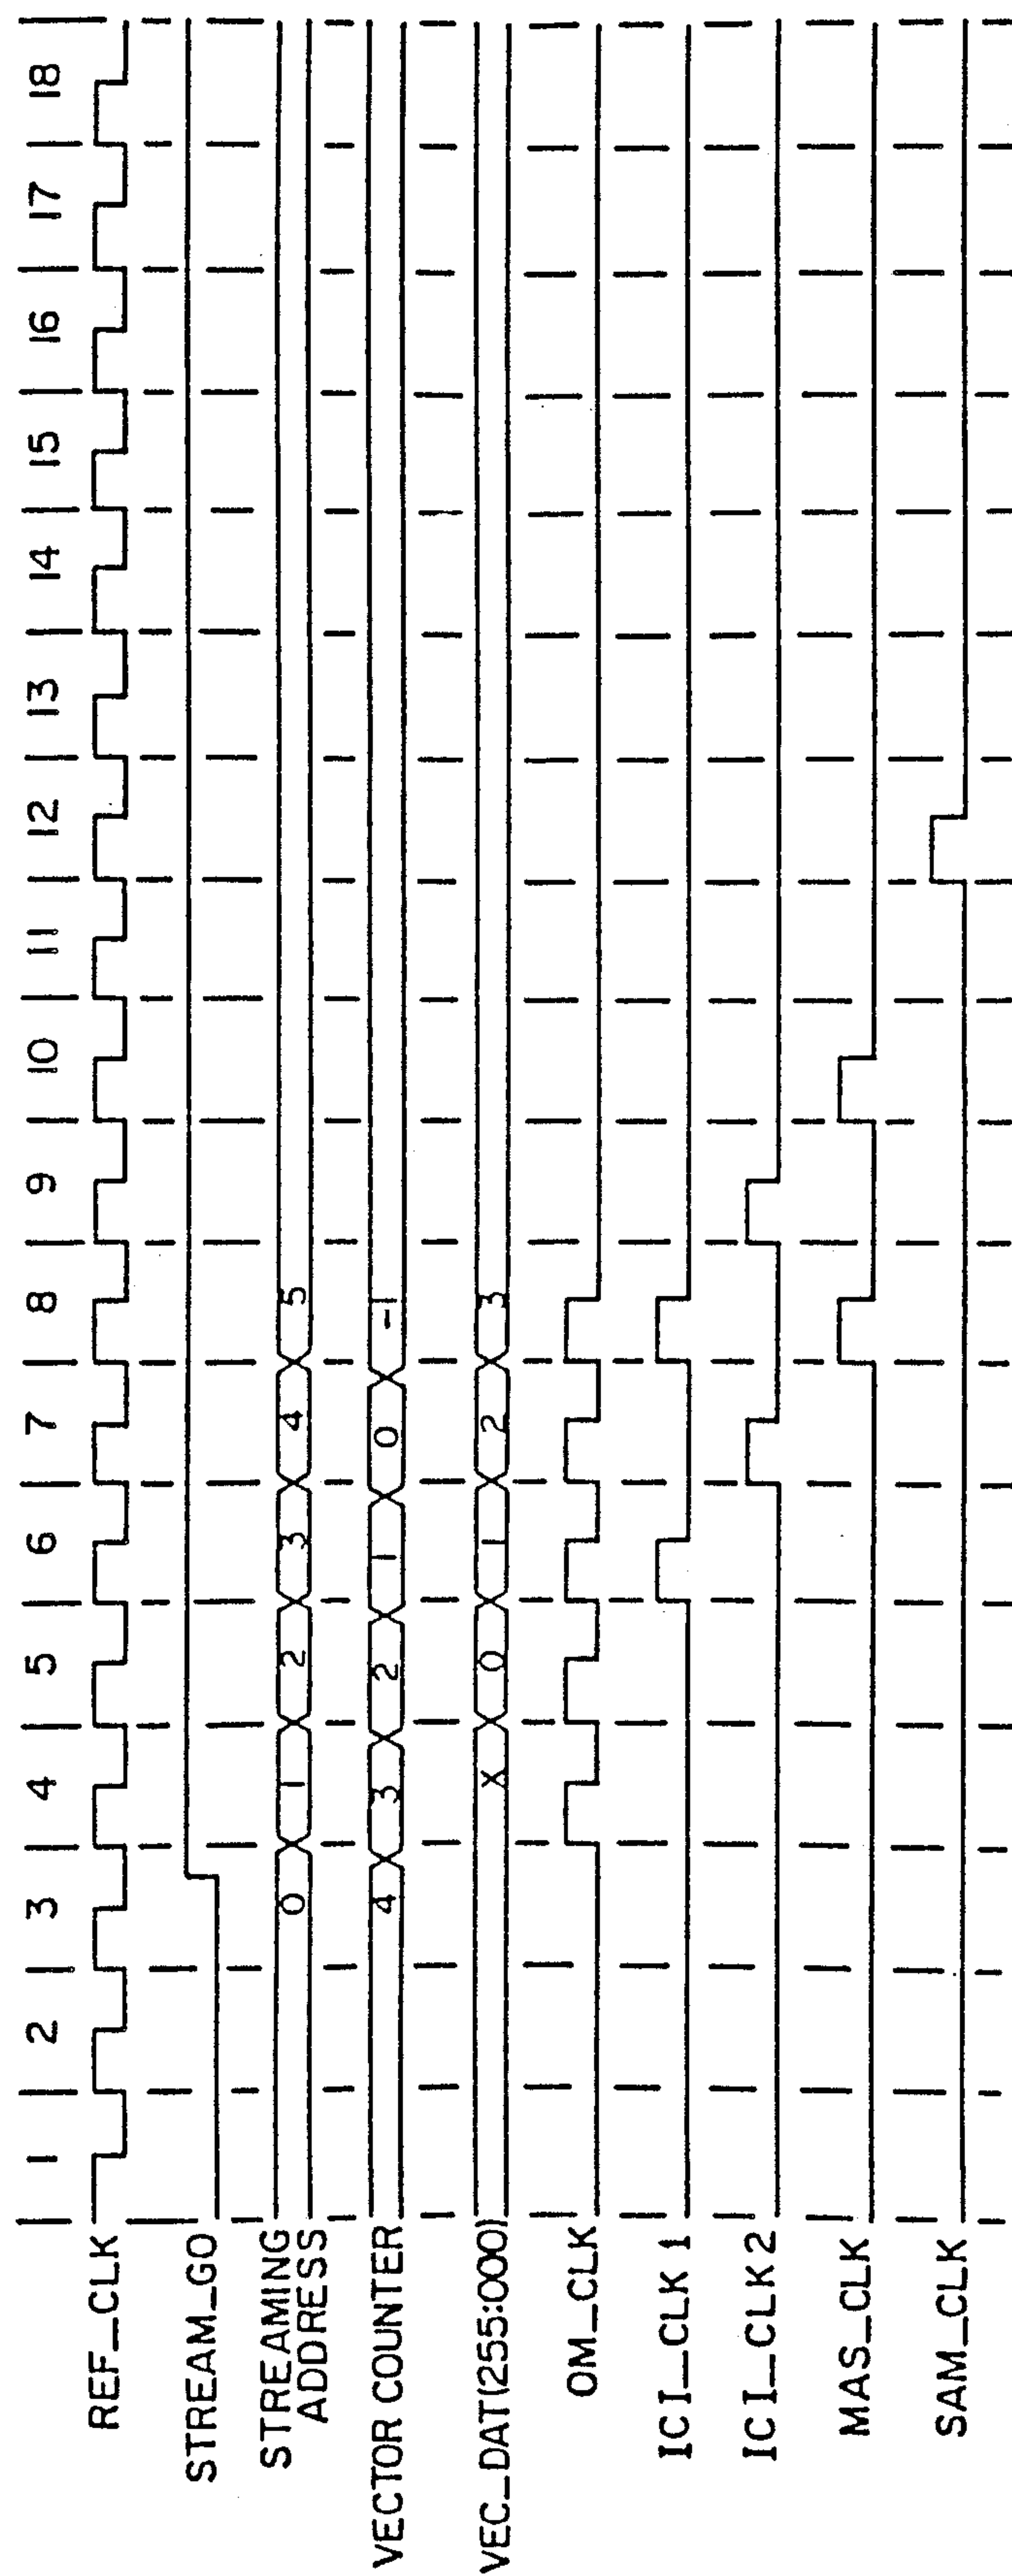 1 2 3 4 5 6 7 8 9 10 11 12 13 14 15 16 17 18
REF_CLK
STREAM_GO
STREAMING
ADDRESS
0 1 2 3 4 5
VECTOR COUNTER
4 3 2 1 0 -1
VEC_DAT(255:000)
X 0 1 2 3
OM_CLK
ICI_CLK 1
ICI_CLK 2
MAS_CLK
SAM_CLK